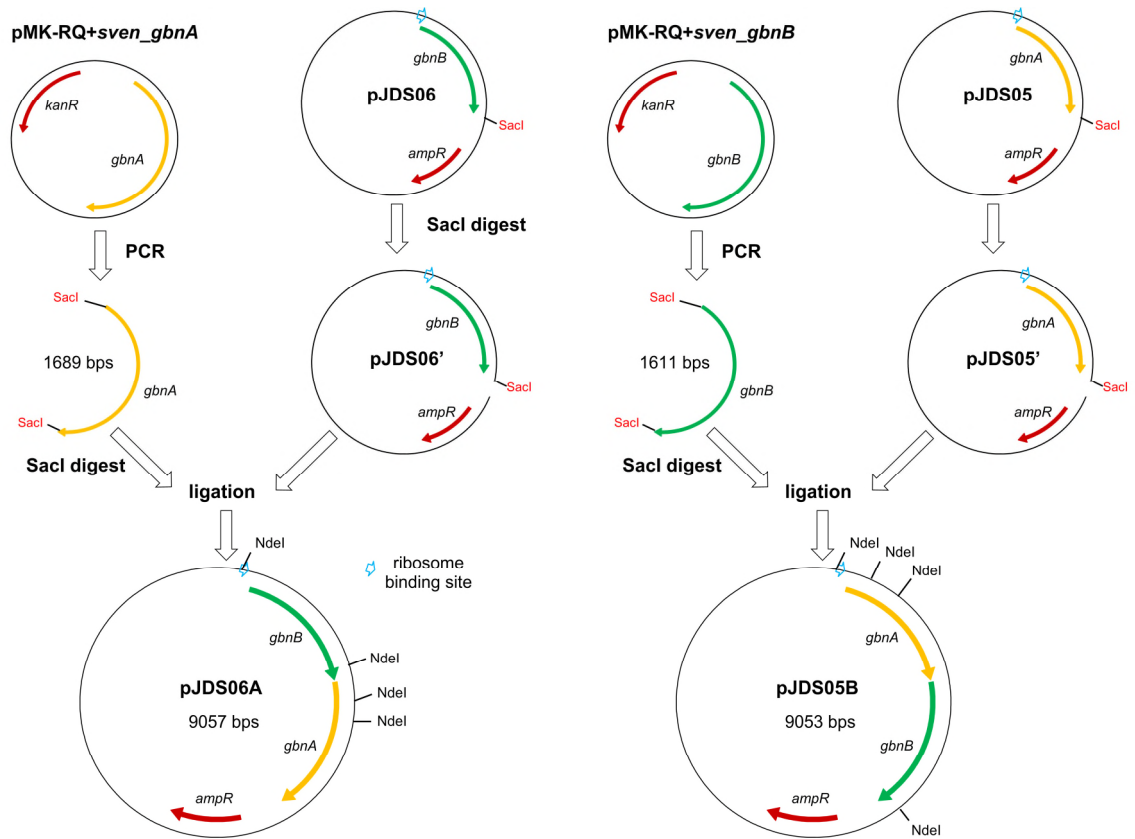 pMK-RQ+sven_gbnA
kanR
gbnA
gbnB
pJDS06
SacI
ampR
PCR
SacI digest
SacI
1689 bps
gbnA
SacI
SacI digest
gbnB
pJDS06’
SacI
ampR
ligation
NdeI
ribosome
binding site
gbnB
NdeI
pJDS06A
NdeI
9057 bps
NdeI
gbnA
ampR
pMK-RQ+sven_gbnB
kanR
gbnB
gbnA
pJDS05
SacI
ampR
PCR
SacI
1611 bps
gbnB
SacI
SacI digest
gbnA
pJDS05’
SacI
ampR
ligation
NdeI
NdeI
NdeI
gbnA
pJDS05B
9053 bps
gbnB
ampR
NdeI